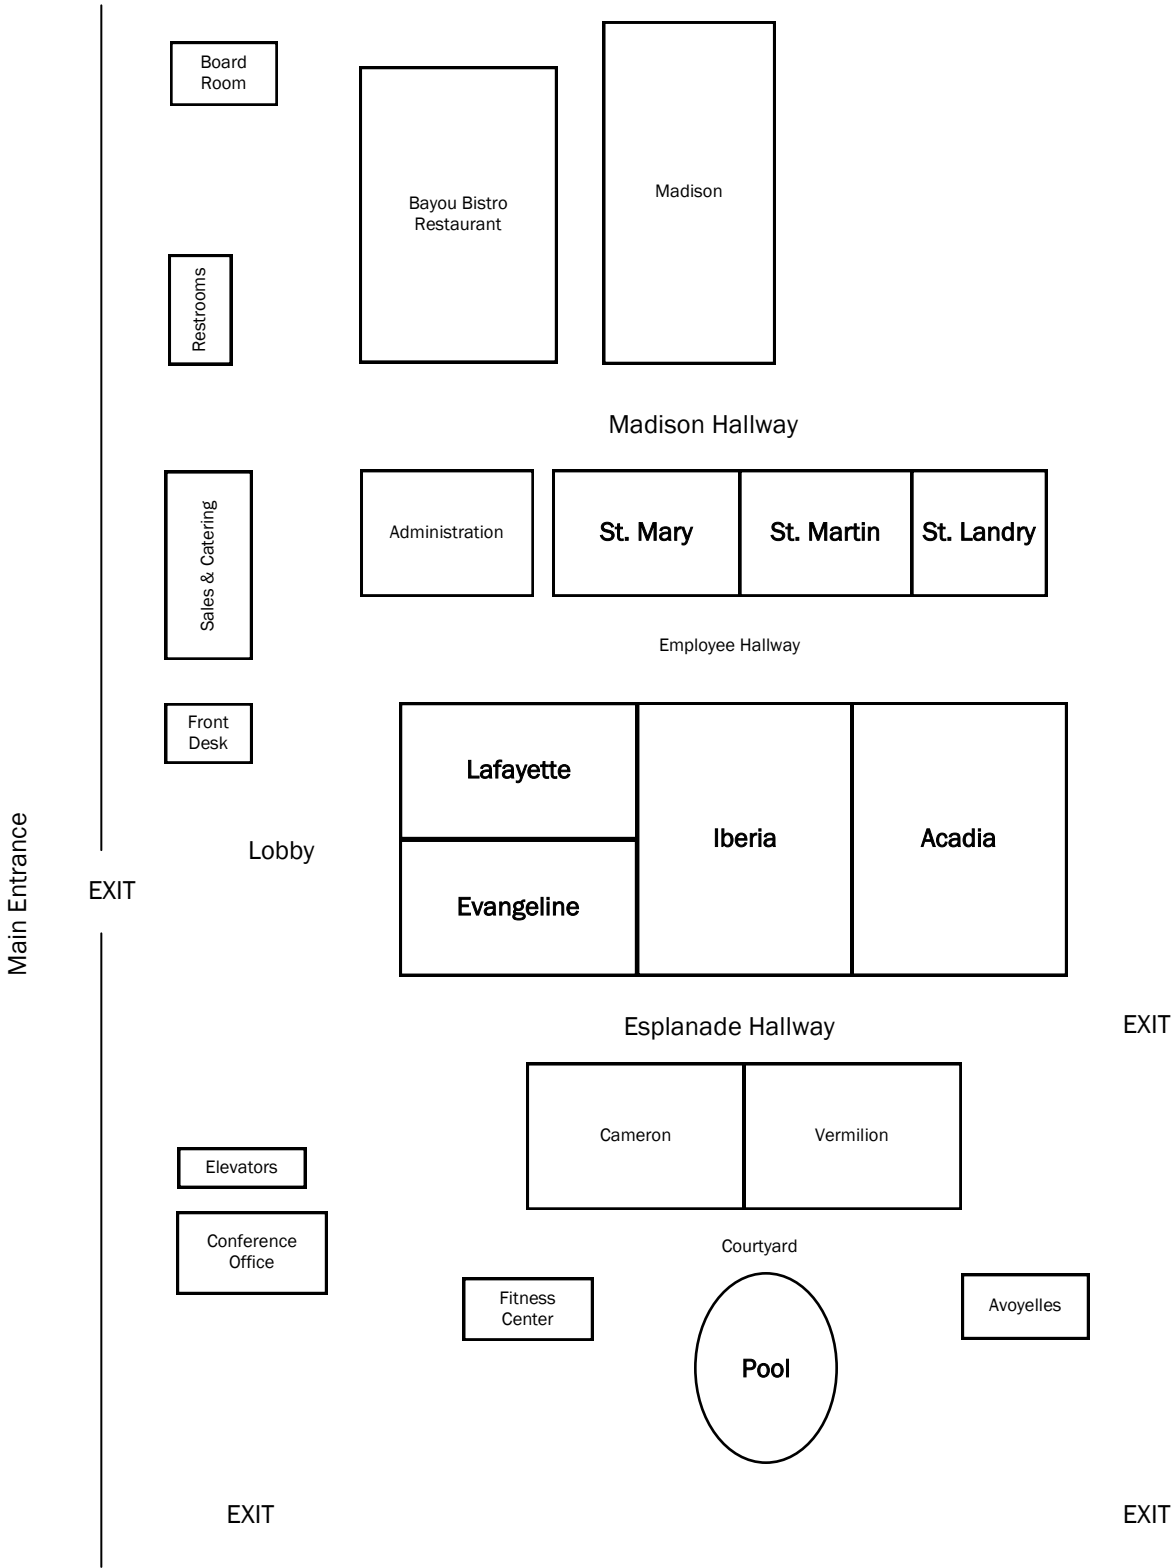 Board
Room
Bayou Bistro
Restaurant
Madison
Restrooms
Madison Hallway
Sales & Catering
Administration
St. Mary
St. Martin
St. Landry
Employee Hallway
Front
Desk
Lafayette
Iberia
Acadia
Main Entrance
EXIT
Lobby
Evangeline
Esplanade Hallway
EXIT
Cameron
Vermilion
Elevators
Conference
Office
Courtyard
Fitness
Center
Avoyelles
Pool
EXIT
EXIT